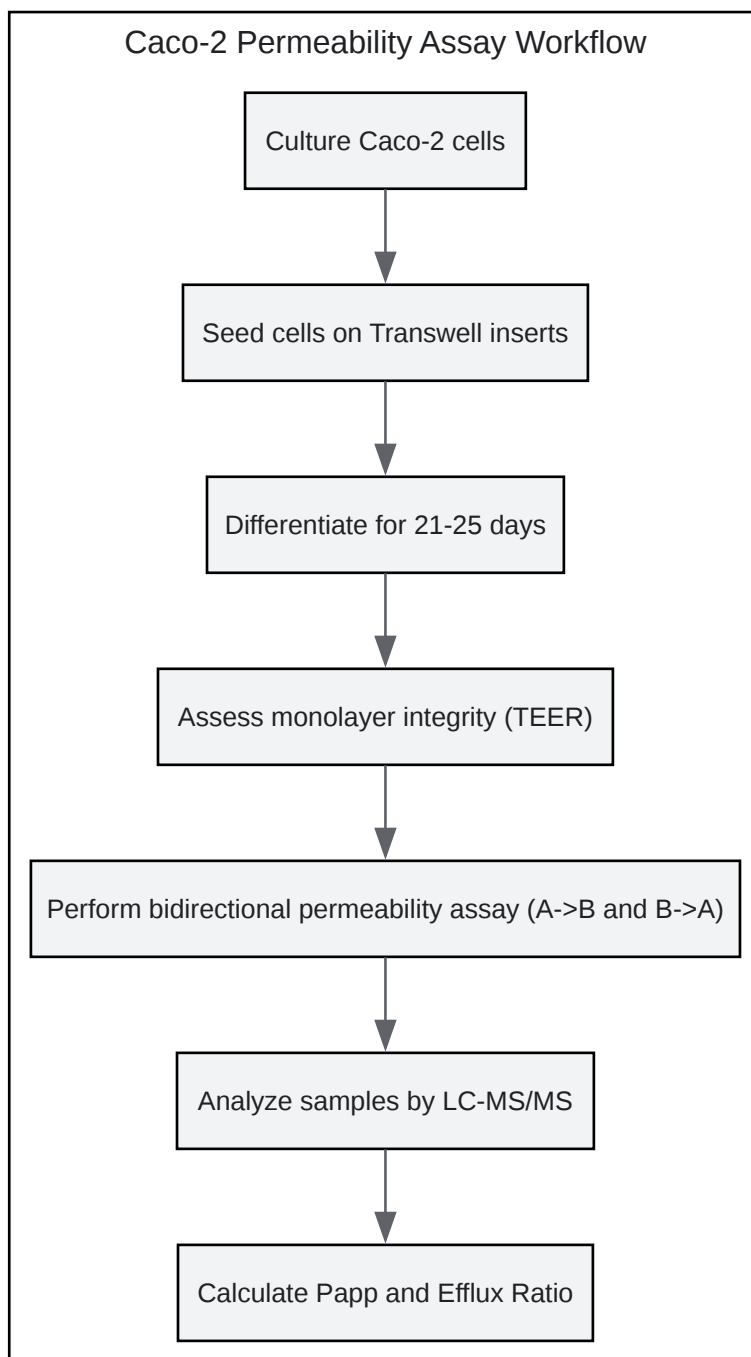 Caco-2 Permeability Assay Workflow
Culture Caco-2 cells
Seed cells on Transwell inserts
Differentiate for 21-25 days
Assess monolayer integrity (TEER)
Perform bidirectional permeability assay (A->B and B->A)
Analyze samples by LC-MS/MS
Calculate Papp and Efflux Ratio